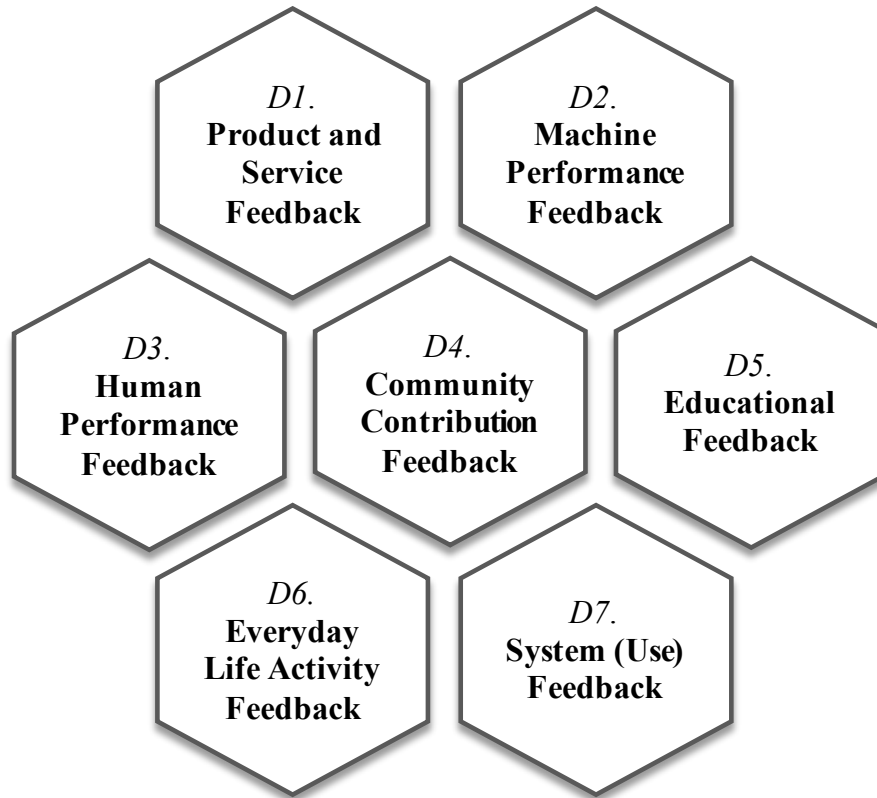 D1.
Product and
Service
Feedback
D2.
Machine
Performance
Feedback
D3.
Human
Performance
Feedback
D4.
Community
Contribution
Feedback
D5.
Educational
Feedback
D6.
Everyday
Life Activity
Feedback
D7.
System (Use)
Feedback